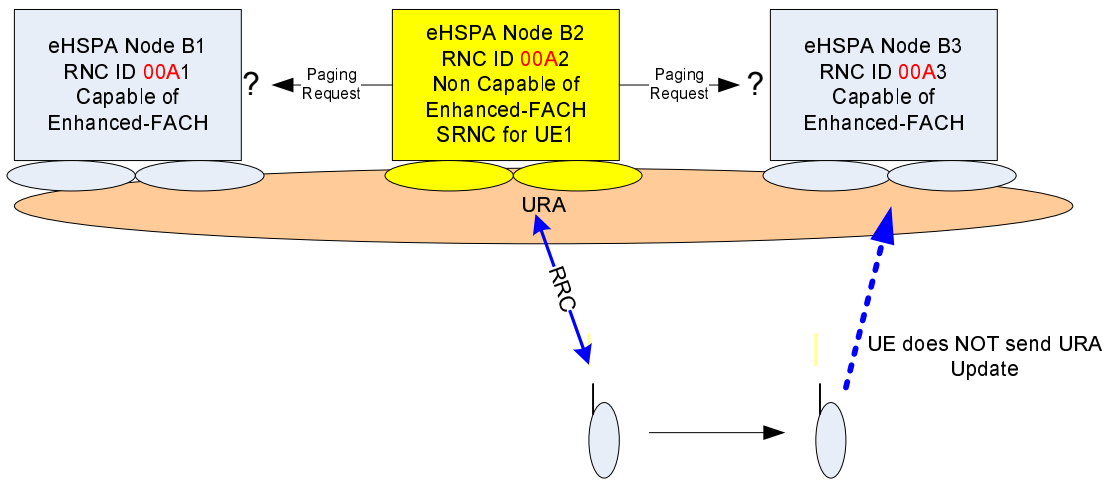 eHSPA Node B1
RNC ID 00A1
Capable of
Enhanced-FACH
?
Paging
Request
eHSPA Node B2
RNC ID 00A2
Non Capable of
Enhanced-FACH
SRNC for UE1
Paging
Request
?
eHSPA Node B3
RNC ID 00A3
Capable of
Enhanced-FACH
URA
RRC
UE does NOT send URA
Update